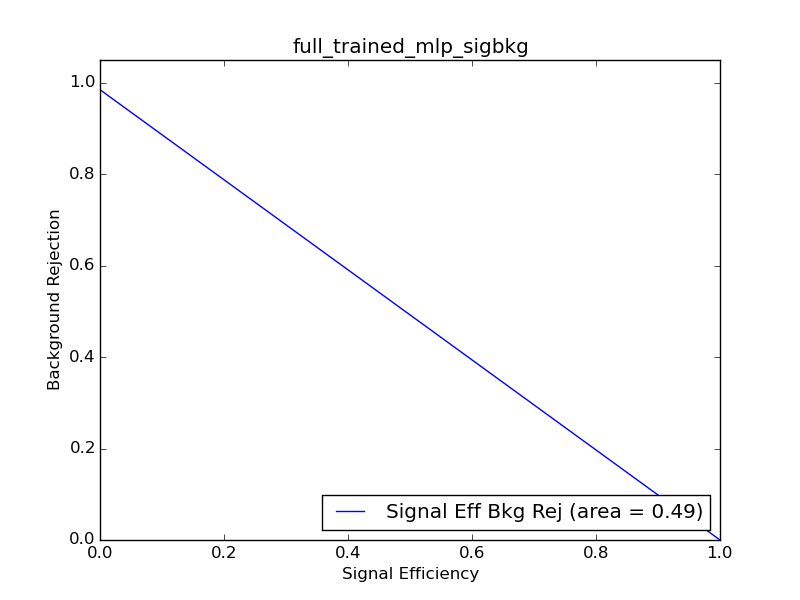 full_trained_mlp_sigbkg
1.0
0.8
0.6
0.4
0.2
0.0
Background Rejection
Signal Eff Bkg Rej (area = 0.49)
0.0 0.2 0.4 0.6 0.8 1.0
Signal Efficiency